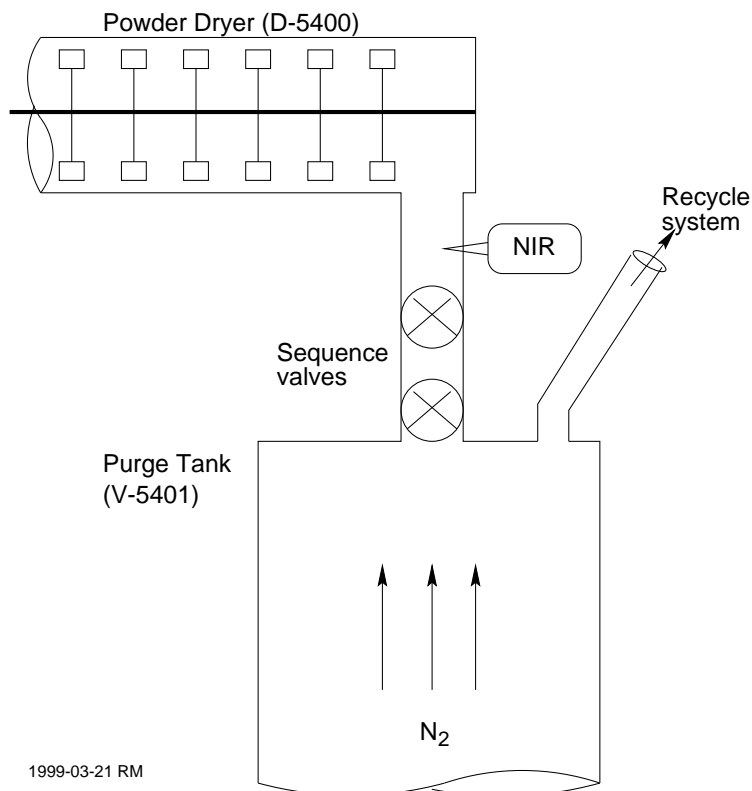 Powder Dryer (D-5400)
Recycle
system
NIR
Sequence
valves
Purge Tank
(V-5401)
N2
1999-03-21 RM